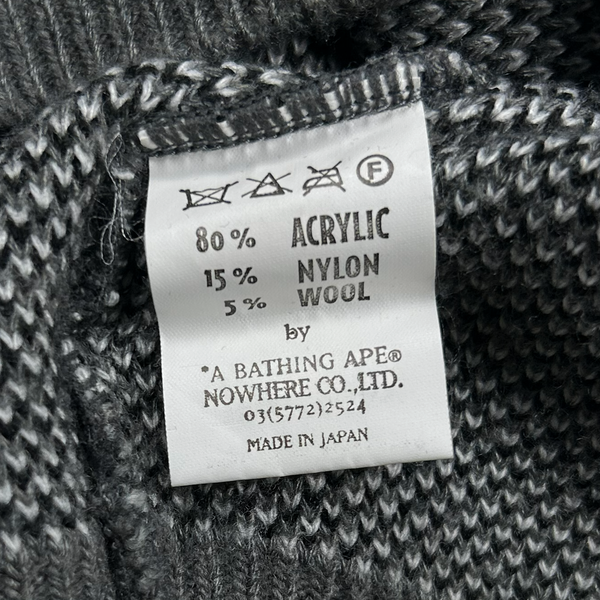 F
80% ACRYLIC
15% NYLON
5% WOOL
by
"A BATHING APE®
NOWHERE CO.,LTD.
03(5772)2524
MADE IN JAPAN